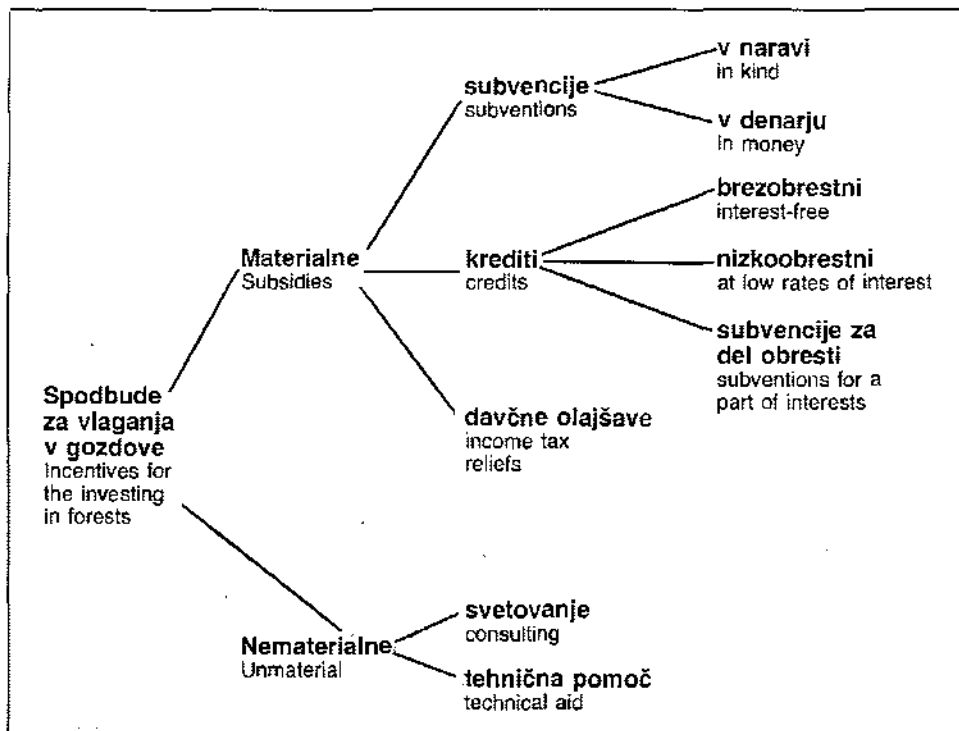 v naravi
in kind
subvencije
subventions
v denarju
in money
brezobrestni
interest-free
Materialne
Subsidies
krediti
credits
nizkoobrestni
at low rates of interest
subvencije za
del obresti
subventions for a
part of interests
Spodbude
za vlaganja
v gozdove
Incentives for
the investing
in forests
davčne olajšave
income tax
reliefs
svetovanje
consulting
Nematerialne
Unmaterial
tehnična pomoč
technical aid